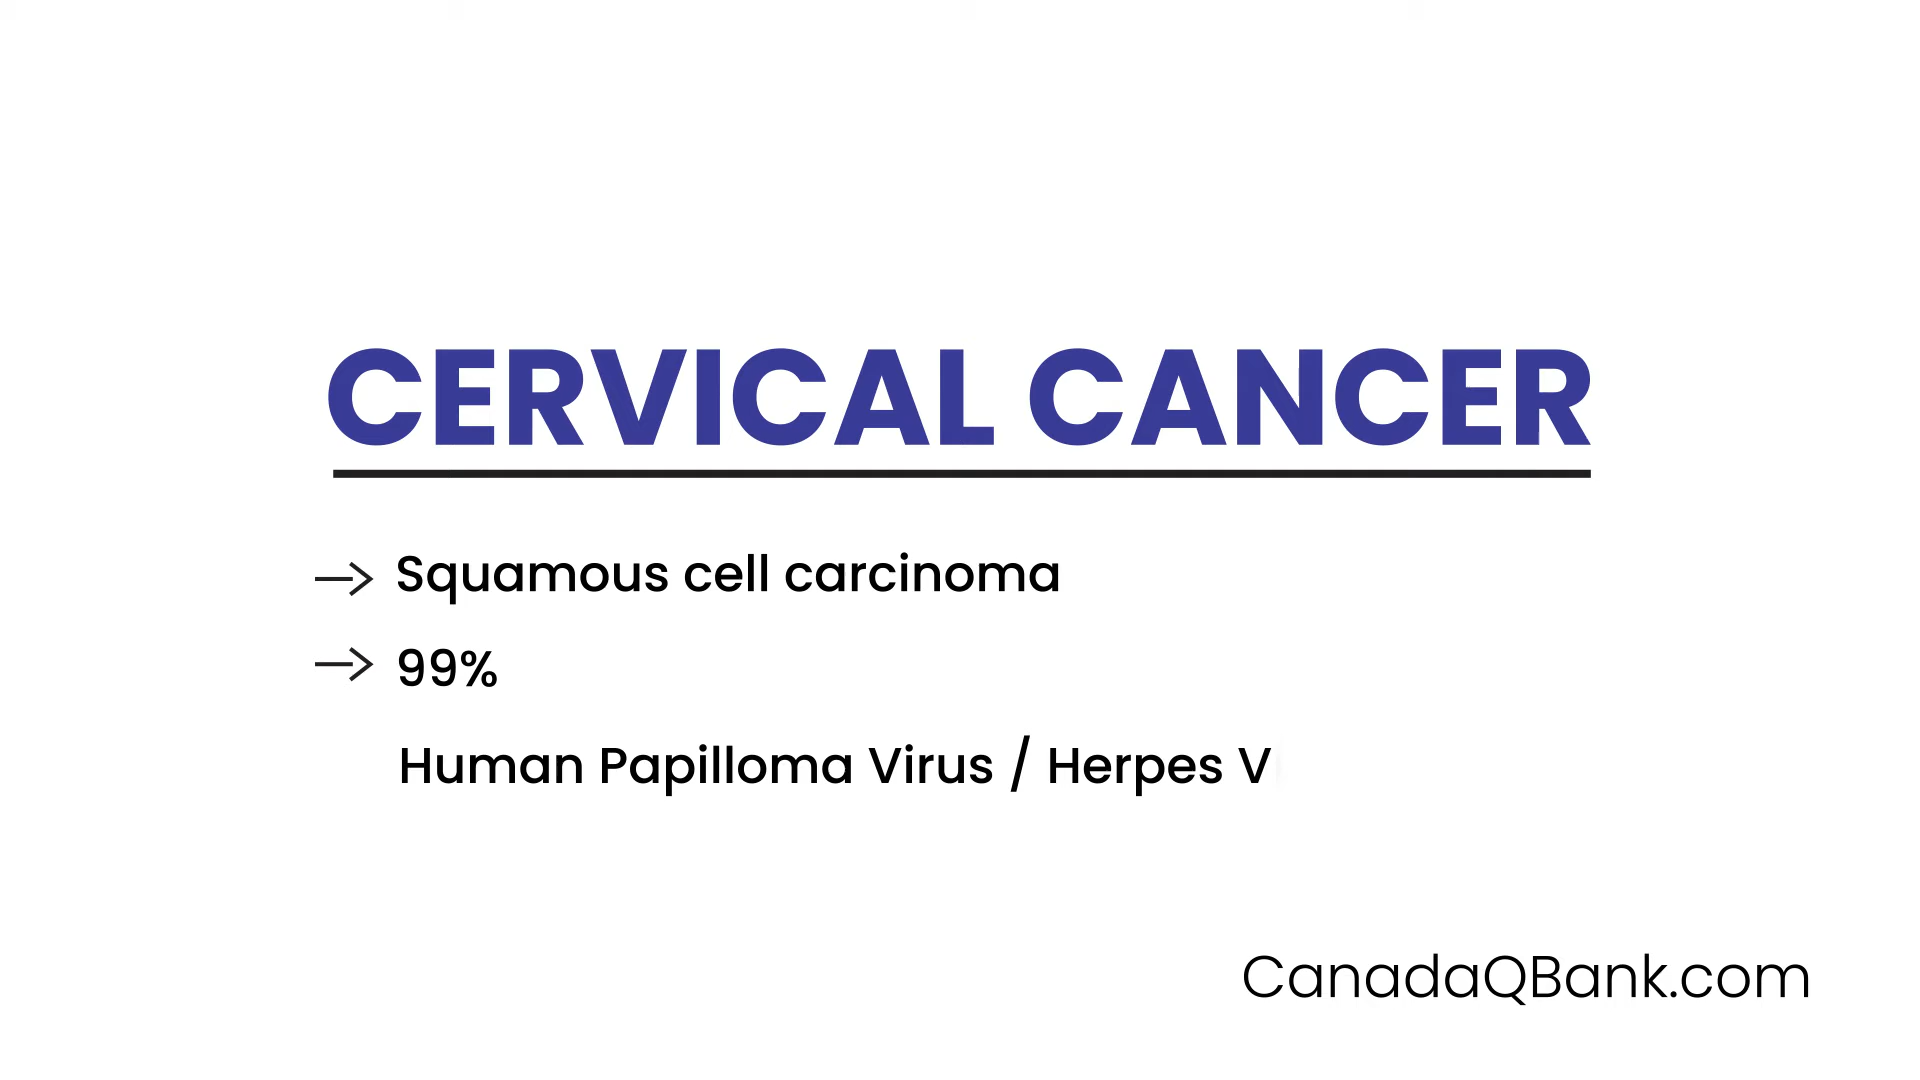 CERVICAL CANCER
→ Squamous cell carcinoma
→ 99%
Human Papilloma Virus / Herpes V
CanadaQBank.com